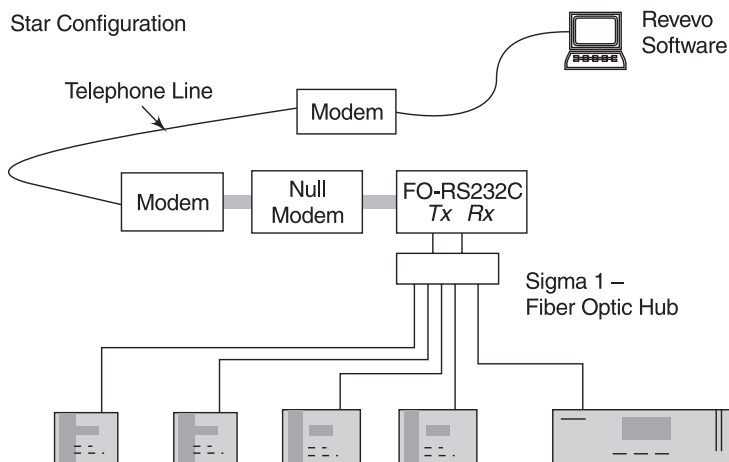 Star Configuration
Revevo
Software
Telephone Line
Modem
Modem
Null
Modem
FO-RS232C
Tx Rx
Sigma 1 –
Fiber Optic Hub